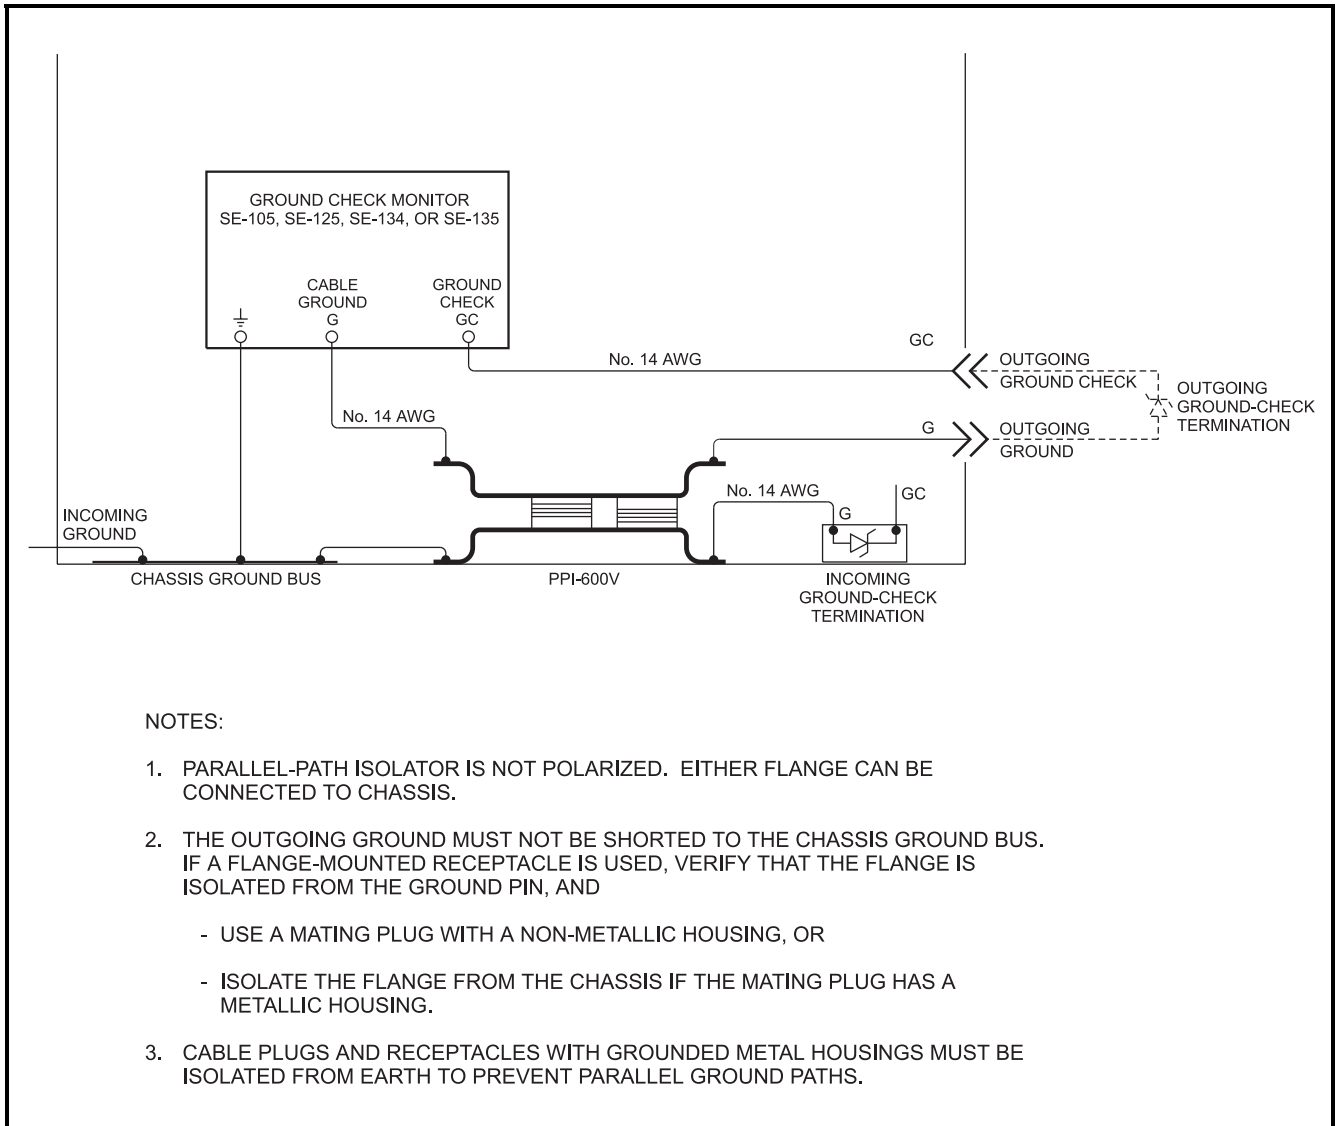 GROUND CHECK MONITOR
SE-105, SE-125, SE-134, OR SE-135
CABLE
GROUND
G
GROUND
CHECK
GC
No. 14 AWG
GC
OUTGOING
GROUND CHECK
OUTGOING
GROUND-CHECK
TERMINATION
No. 14 AWG
G
OUTGOING
GROUND
No. 14 AWG
GC
G
INCOMING
GROUND
CHASSIS GROUND BUS
PPI-600V
INCOMING
GROUND-CHECK
TERMINATION
NOTES:
1. PARALLEL-PATH ISOLATOR IS NOT POLARIZED. EITHER FLANGE CAN BE
CONNECTED TO CHASSIS.
2. THE OUTGOING GROUND MUST NOT BE SHORTED TO THE CHASSIS GROUND BUS.
IF A FLANGE-MOUNTED RECEPTACLE IS USED, VERIFY THAT THE FLANGE IS
ISOLATED FROM THE GROUND PIN, AND
- USE A MATING PLUG WITH A NON-METALLIC HOUSING, OR
- ISOLATE THE FLANGE FROM THE CHASSIS IF THE MATING PLUG HAS A
METALLIC HOUSING.
3. CABLE PLUGS AND RECEPTACLES WITH GROUNDED METAL HOUSINGS MUST BE
ISOLATED FROM EARTH TO PREVENT PARALLEL GROUND PATHS.